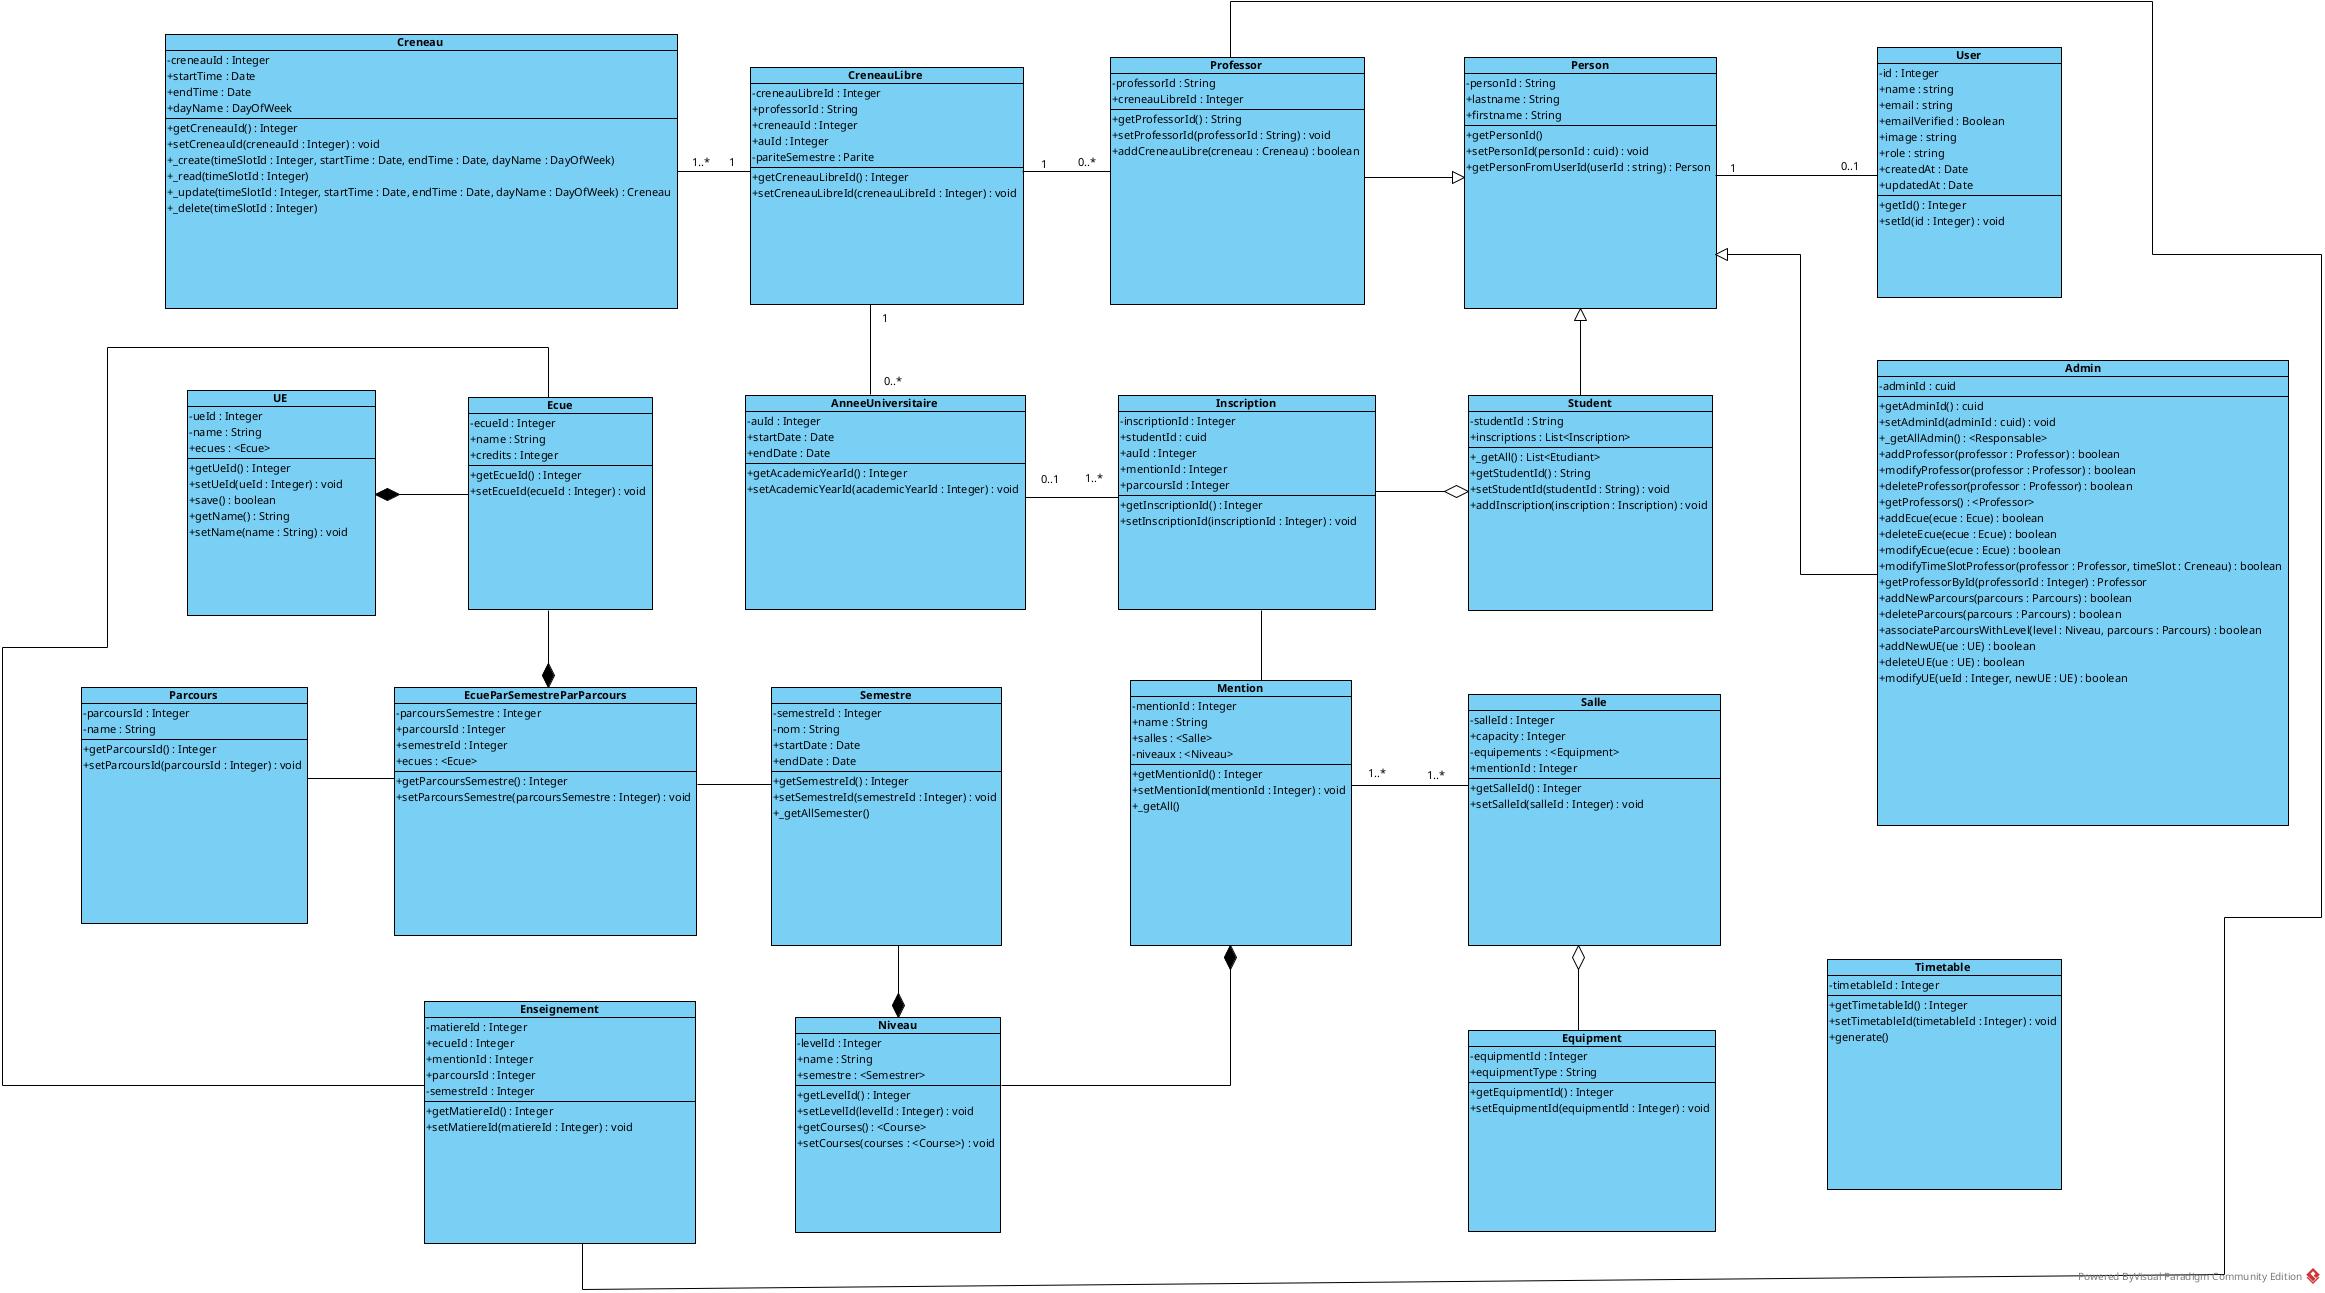 Creneau
-creneauId : Integer
+startTime : Date
+endTime : Date
+dayName : DayOfWeek
+getCreneauId() : Integer
+setCreneauId(creneauId : Integer) : void
+_create(timeSlotId : Integer, startTime : Date, endTime : Date, dayName : DayOfWeek)
+_read(timeSlotId : Integer)
+_update(timeSlotId : Integer, startTime : Date, endTime : Date, dayName : DayOfWeek) : Creneau
+_delete(timeSlotId : Integer)
1..*
1
CreneauLibre
-creneauLibreId : Integer
+professorId : String
+creneauId : Integer
+auId : Integer
-pariteSemestre : Parite
+getCreneauLibreId() : Integer
+setCreneauLibreId(creneauLibreId : Integer) : void
1
0..*
Professor
-professorId : String
+creneauLibreId : Integer
+getProfessorId() : String
+setProfessorId(professorId : String) : void
+addCreneauLibre(creneau : Creneau) : boolean
Person
-personId : String
+lastname : String
+firstname : String
+getPersonId()
+setPersonId(personId : cuid) : void
+getPersonFromUserId(userId : string) : Person
1
0..1
User
-id : Integer
+name : string
+email : string
+emailVerified : Boolean
+image : string
+role : string
+createdAt : Date
+updatedAt : Date
+getId() : Integer
+setId(id : Integer) : void
1
0..*
UE
-ueId : Integer
-name : String
+ecues : <Ecue>
+getUeId() : Integer
+setUeId(ueId : Integer) : void
+save() : boolean
+getName() : String
+setName(name : String) : void
Ecue
-ecueId : Integer
+name : String
+credits : Integer
+getEcueId() : Integer
+setEcueId(ecueId : Integer) : void
AnneeUniversitaire
-auId : Integer
+startDate : Date
+endDate : Date
+getAcademicYearId() : Integer
+setAcademicYearId(academicYearId : Integer) : void
0..1
1..*
Inscription
-inscriptionId : Integer
+studentId : cuid
+auId : Integer
+mentionId : Integer
+parcoursId : Integer
+getInscriptionId() : Integer
+setInscriptionId(inscriptionId : Integer) : void
Student
-studentId : String
+inscriptions : List<Inscription>
+_getAll() : List<Etudiant>
+getStudentId() : String
+setStudentId(studentId : String) : void
+addInscription(inscription : Inscription) : void
Admin
-adminId : cuid
+getAdminId() : cuid
+setAdminId(adminId : cuid) : void
+_getAllAdmin() : <Responsable>
+addProfessor(professor : Professor) : boolean
+modifyProfessor(professor : Professor) : boolean
+deleteProfessor(professor : Professor) : boolean
+getProfessors() : <Professor>
+addEcue(ecue : Ecue) : boolean
+deleteEcue(ecue : Ecue) : boolean
+modifyEcue(ecue : Ecue) : boolean
+modifyTimeSlotProfessor(professor : Professor, timeSlot : Creneau) : boolean
+getProfessorById(professorId : Integer) : Professor
+addNewParcours(parcours : Parcours) : boolean
+deleteParcours(parcours : Parcours) : boolean
+associateParcoursWithLevel(level : Niveau, parcours : Parcours) : boolean
+addNewUE(ue : UE) : boolean
+deleteUE(ue : UE) : boolean
+modifyUE(ueId : Integer, newUE : UE) : boolean
Parcours
-parcoursId : Integer
-name : String
+getParcoursId() : Integer
+setParcoursId(parcoursId : Integer) : void
EcueParSemestreParParcours
-parcoursSemestre : Integer
+parcoursId : Integer
+semestreId : Integer
+ecues : <Ecue>
+getParcoursSemestre() : Integer
+setParcoursSemestre(parcoursSemestre : Integer) : void
Semestre
-semestreId : Integer
-nom : String
+startDate : Date
+endDate : Date
+getSemestreId() : Integer
+setSemestreId(semestreId : Integer) : void
+_getAllSemester()
Mention
-mentionId : Integer
+name : String
+salles : <Salle>
-niveaux : <Niveau>
+getMentionId() : Integer
+setMentionId(mentionId : Integer) : void
+_getAll()
1..*
1..*
Salle
-salleId : Integer
+capacity : Integer
-equipements : <Equipment>
+mentionId : Integer
+getSalleId() : Integer
+setSalleId(salleId : Integer) : void
Enseignement
-matiereId : Integer
+ecueId : Integer
+mentionId : Integer
+parcoursId : Integer
-semestreId : Integer
+getMatiereId() : Integer
+setMatiereId(matiereId : Integer) : void
Niveau
-levelId : Integer
+name : String
+semestre : <Semestrer>
+getLevelId() : Integer
+setLevelId(levelId : Integer) : void
+getCourses() : <Course>
+setCourses(courses : <Course>) : void
Equipment
-equipmentId : Integer
+equipmentType : String
+getEquipmentId() : Integer
+setEquipmentId(equipmentId : Integer) : void
Timetable
-timetableId : Integer
+getTimetableId() : Integer
+setTimetableId(timetableId : Integer) : void
+generate()
Powered ByVisual Paradigm Community Edition